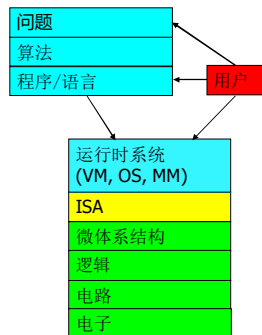 问题
算法
程序/语言
用户
运行时系统
(VM, OS, MM)
ISA
微体系结构
逻辑
电路
电子